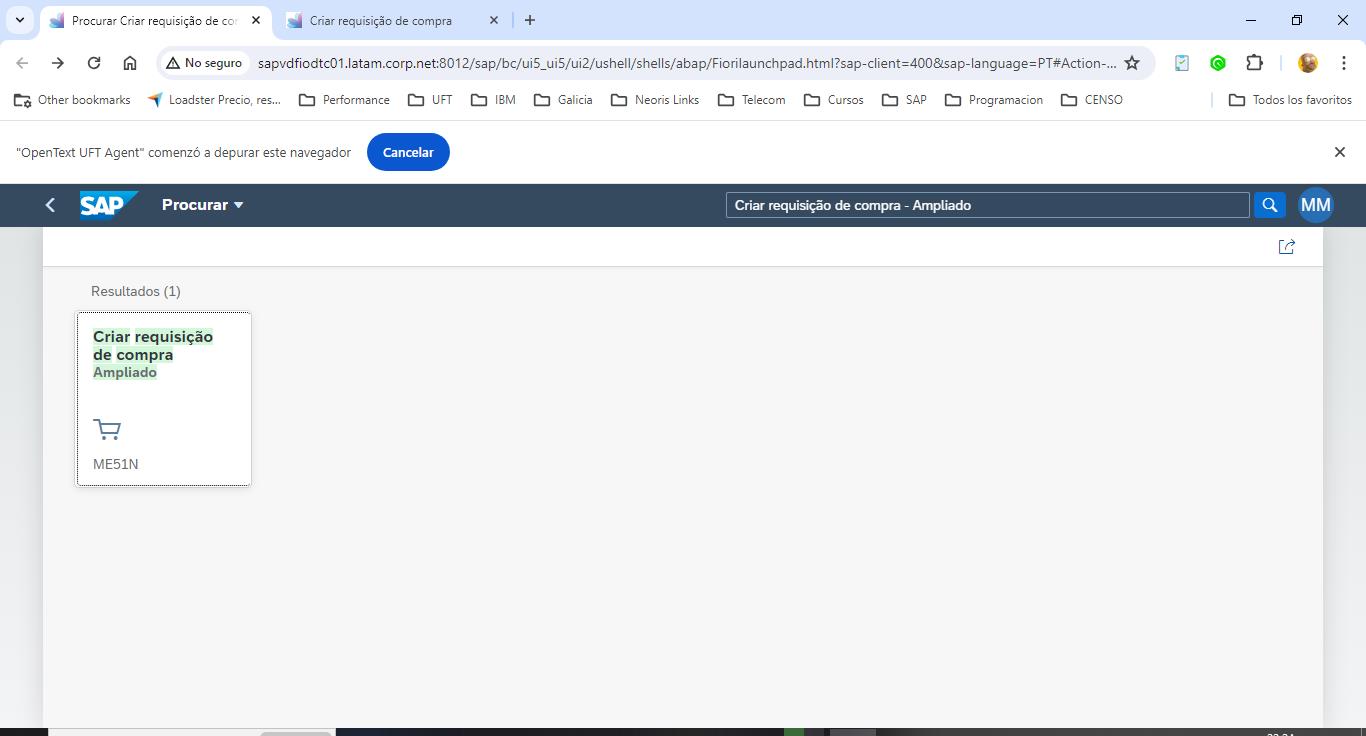 Procurar Criar requisição de co
Criar requisição de compra
No seguro
sapvdfiodtc01.latam.corp.net:8012/sap/bc/ui5_ui5/ui2/ushell/shells/abap/Fiorilaunchpad.html?sap-client=400&sap-language=PT#Action-...
Other bookmarks
Loadster Precio, res...
Performance
UFT
IBM
Galicia
Neoris Links
Telecom
Cursos
SAP
Programacion
CENSO
Todos los favoritos
"OpenText UFT Agent" comenzó a depurar este navegador
Cancelar
SAP
Procurar
Criar requisição de compra - Ampliado
MM
Resultados (1)
Criar requisição
de compra
Ampliado
ME51N